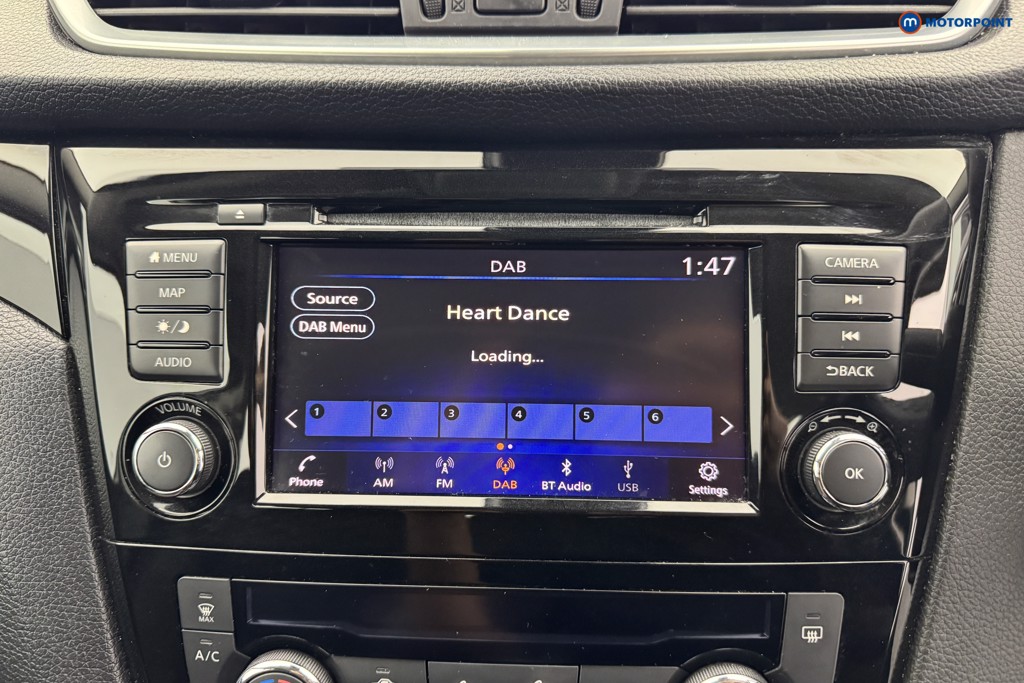 m MOTORPOINT
DAB
1:47
MENU
MAP
AUDIO
CAMERA
BACK
Source
DAB Menu
Heart Dance
Loading...
1 2 3 4 5 6
VOLUME
OK
Phone AM FM DAB BT Audio USB Settings
MAX
A/C